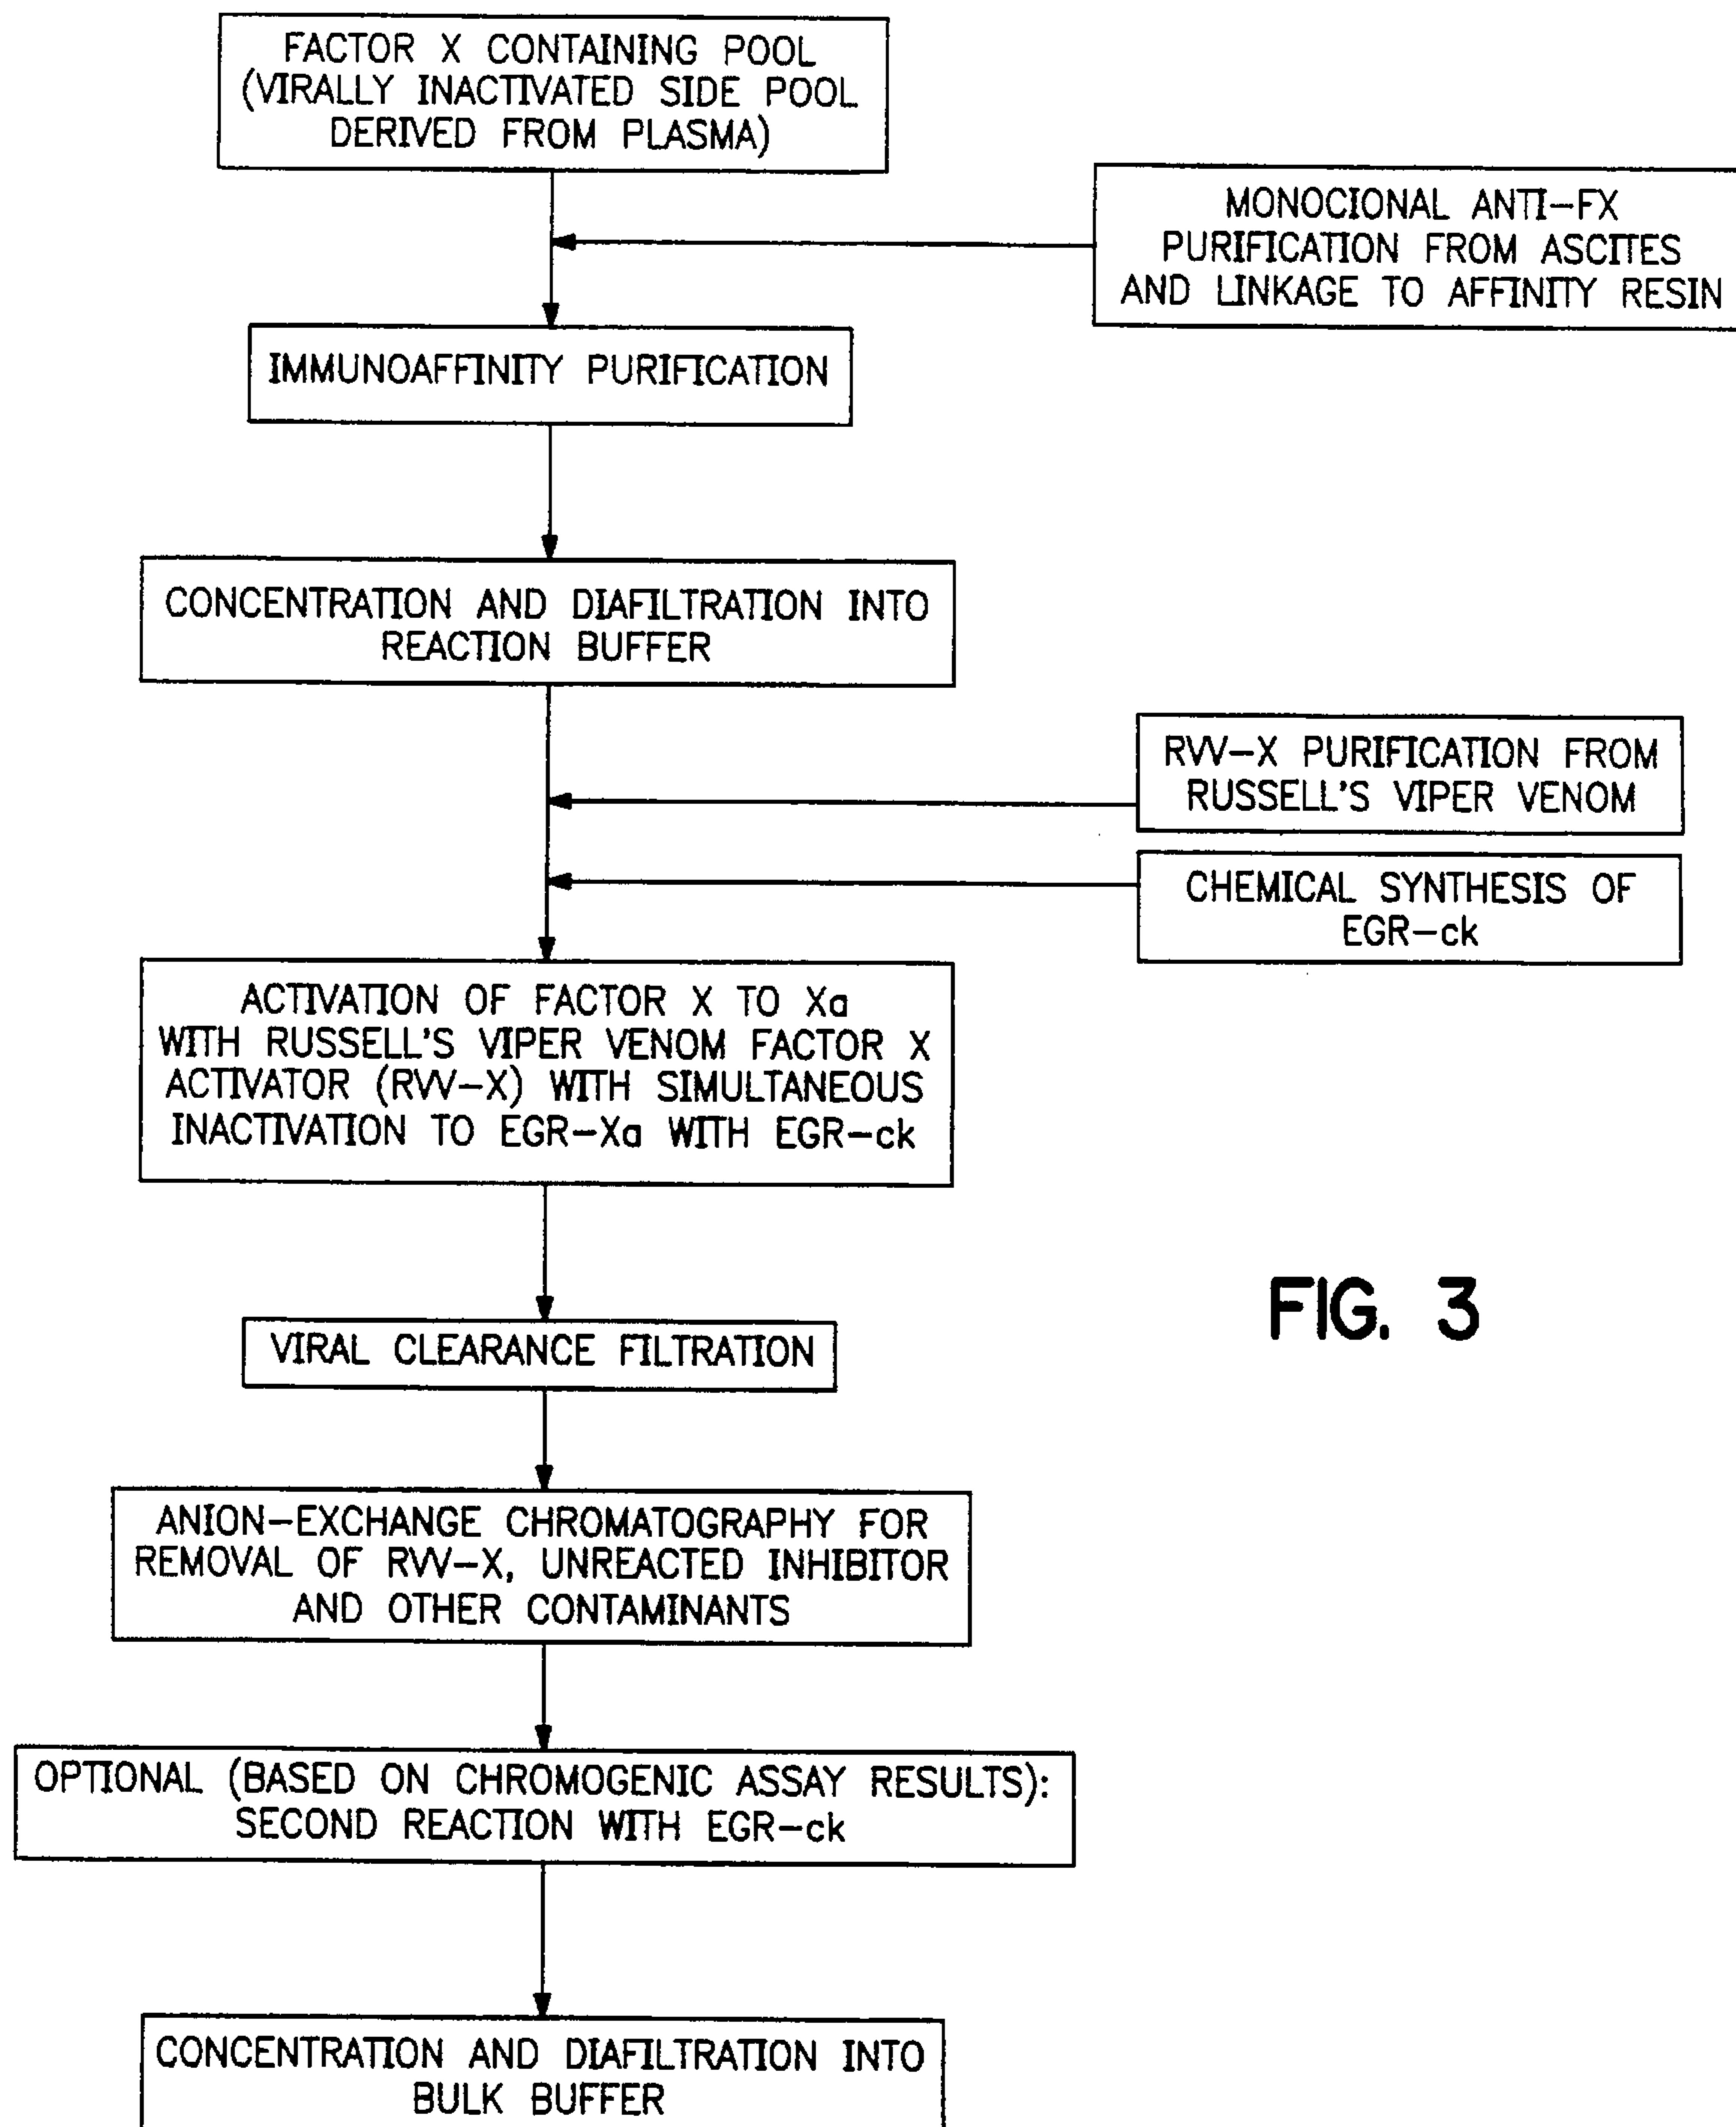 FACTOR X CONTAINING POOL
(VIRALLY INACTIVATED SIDE POOL
DERIVED FROM PLASMA)
MONOCIONAL ANTI-FX
PURIFICATION FROM ASCITES
AND LINKAGE TO AFFINITY RESIN
IMMUNOAFFINITY PURIFICATION
CONCENTRATION AND DIAFILTRATION INTO
REACTION BUFFER
RVV-X PURIFICATION FROM
RUSSELL'S VIPER VENOM
CHEMICAL SYNTHESIS OF
EGR-ck
ACTIVATION OF FACTOR X TO Xa
WITH RUSSELL'S VIPER VENOM FACTOR X
ACTIVATOR (RVV-X) WITH SIMULTANEOUS
INACTIVATION TO EGR-Xa WITH EGR-ck
FIG. 3
VIRAL CLEARANCE FILTRATION
ANION-EXCHANGE CHROMATOGRAPHY FOR
REMOVAL OF RVV-X, UNREACTED INHIBITOR
AND OTHER CONTAMINANTS
OPTIONAL (BASED ON CHROMOGENIC ASSAY RESULTS):
SECOND REACTION WITH EGR-ck
CONCENTRATION AND DIAFILTRATION INTO
BULK BUFFER